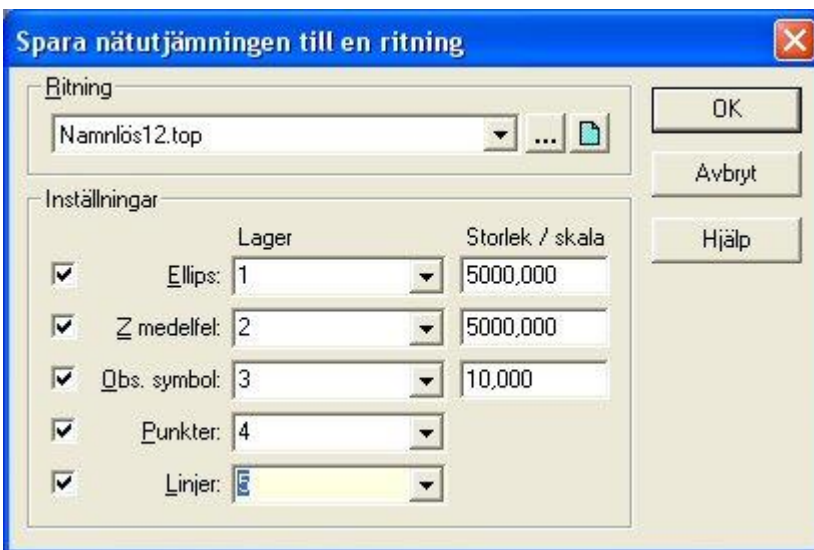 Spara nätutjämningen till en ritning
Ritning
Namnlös12.top
...
OK
Avbryt
Hjälp
Inställningar
Lager Storlek / skala
Ellips: 1 5000,000
Z medelfel: 2 5000,000
Obs. symbol: 3 10,000
Punkter: 4
Linjer: 5